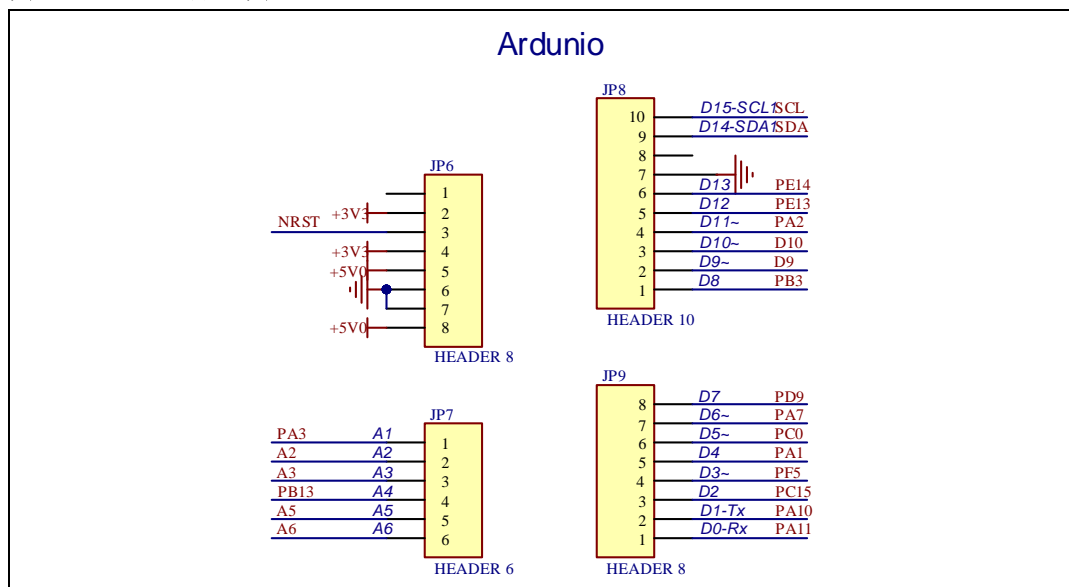 Ardunio
JP6
1
+3V3 2
NRST 3
+3V3 4
+5V0 5
6
7
+5V0 8
HEADER 8
JP8
10 D15-SCL1 SCL
9 D14-SDA1 SDA
8
7
6 D13 PE14
5 D12 PE13
4 D11~ PA2
3 D10~ D10
2 D9~ D9
1 D8 PB3
HEADER 10
JP7
PA3 A1 1
A2 A2 2
A3 A3 3
PB13 A4 4
A5 A5 5
A6 A6 6
HEADER 6
JP9
8 D7 PD9
7 D6~ PA7
6 D5~ PC0
5 D4 PA1
4 D3~ PF5
3 D2 PC15
2 D1-Tx PA10
1 D0-Rx PA11
HEADER 8